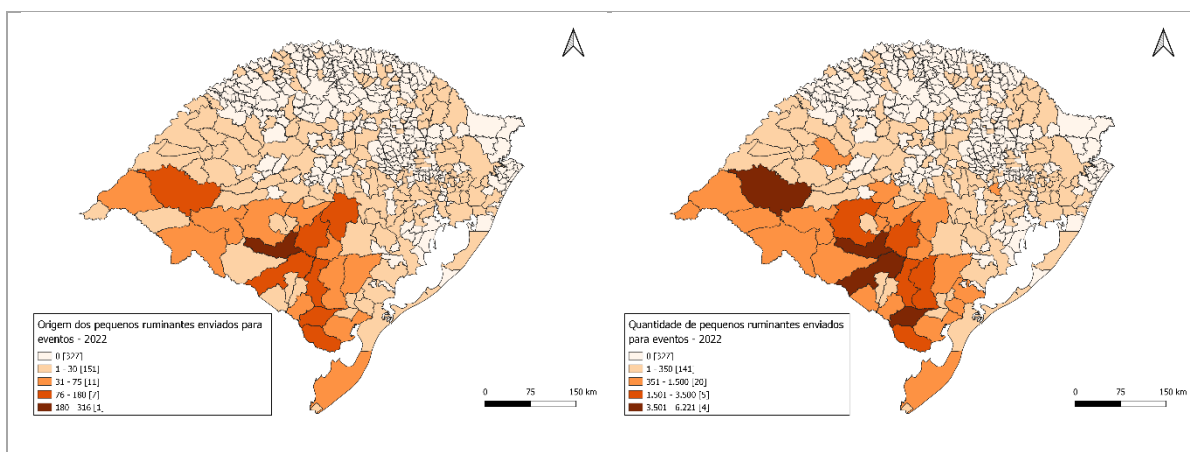 Origem dos pequenos ruminantes enviados para
eventos - 2022
0 [327]
1 - 30 [151]
31 - 75 [11]
76 - 180 [7]
180 - 316 [1
0 75 150 km
Quantidade de pequenos ruminantes enviados
para eventos - 2022
0 [327]
1 - 350 [141]
351 - 1.500 [20]
1.501 - 3.500 [5]
3.501 - 6.221 [4]
0 75 150 km